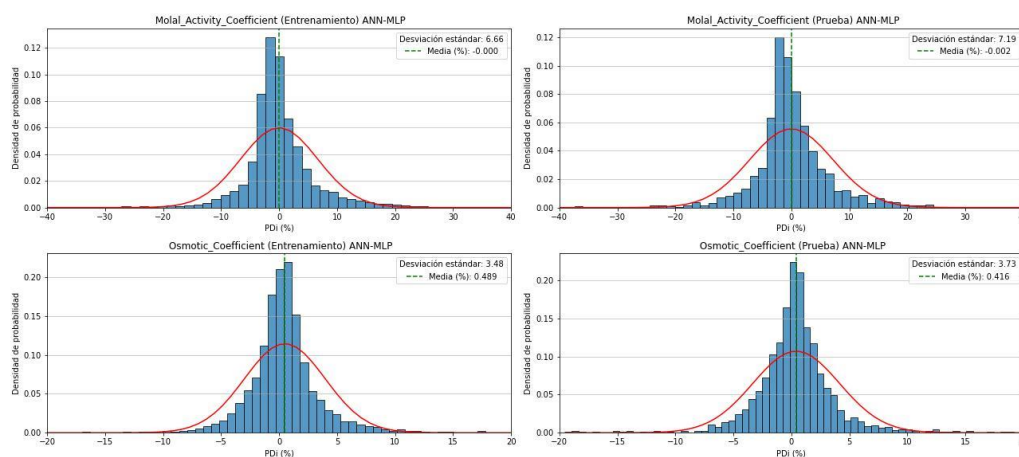 Molal_Activity_Coefficient (Entrenamiento) ANN-MLP
Densidad de probabilidad
0.12
0.10
0.08
0.06
0.04
0.02
0.00
Desviación estándar: 6.66
Media (%): -0.000
-40 -30 -20 -10 0 10 20 30 40
PDi (%)
Molal_Activity_Coefficient (Prueba) ANN-MLP
Densidad de probabilidad
0.12
0.10
0.08
0.06
0.04
0.02
0.00
Desviación estándar: 7.19
Media (%): -0.002
-40 -30 -20 -10 0 10 20 30
PDi (%)
Osmotic_Coefficient (Entrenamiento) ANN-MLP
Densidad de probabilidad
0.20
0.15
0.10
0.05
0.00
Desviación estándar: 3.48
Media (%): 0.489
-20 -15 -10 -5 0 5 10 15 20
PDi (%)
Osmotic_Coefficient (Prueba) ANN-MLP
Densidad de probabilidad
0.20
0.15
0.10
0.05
0.00
Desviación estándar: 3.73
Media (%): 0.416
-20 -15 -10 -5 0 5 10 15
PDi (%)